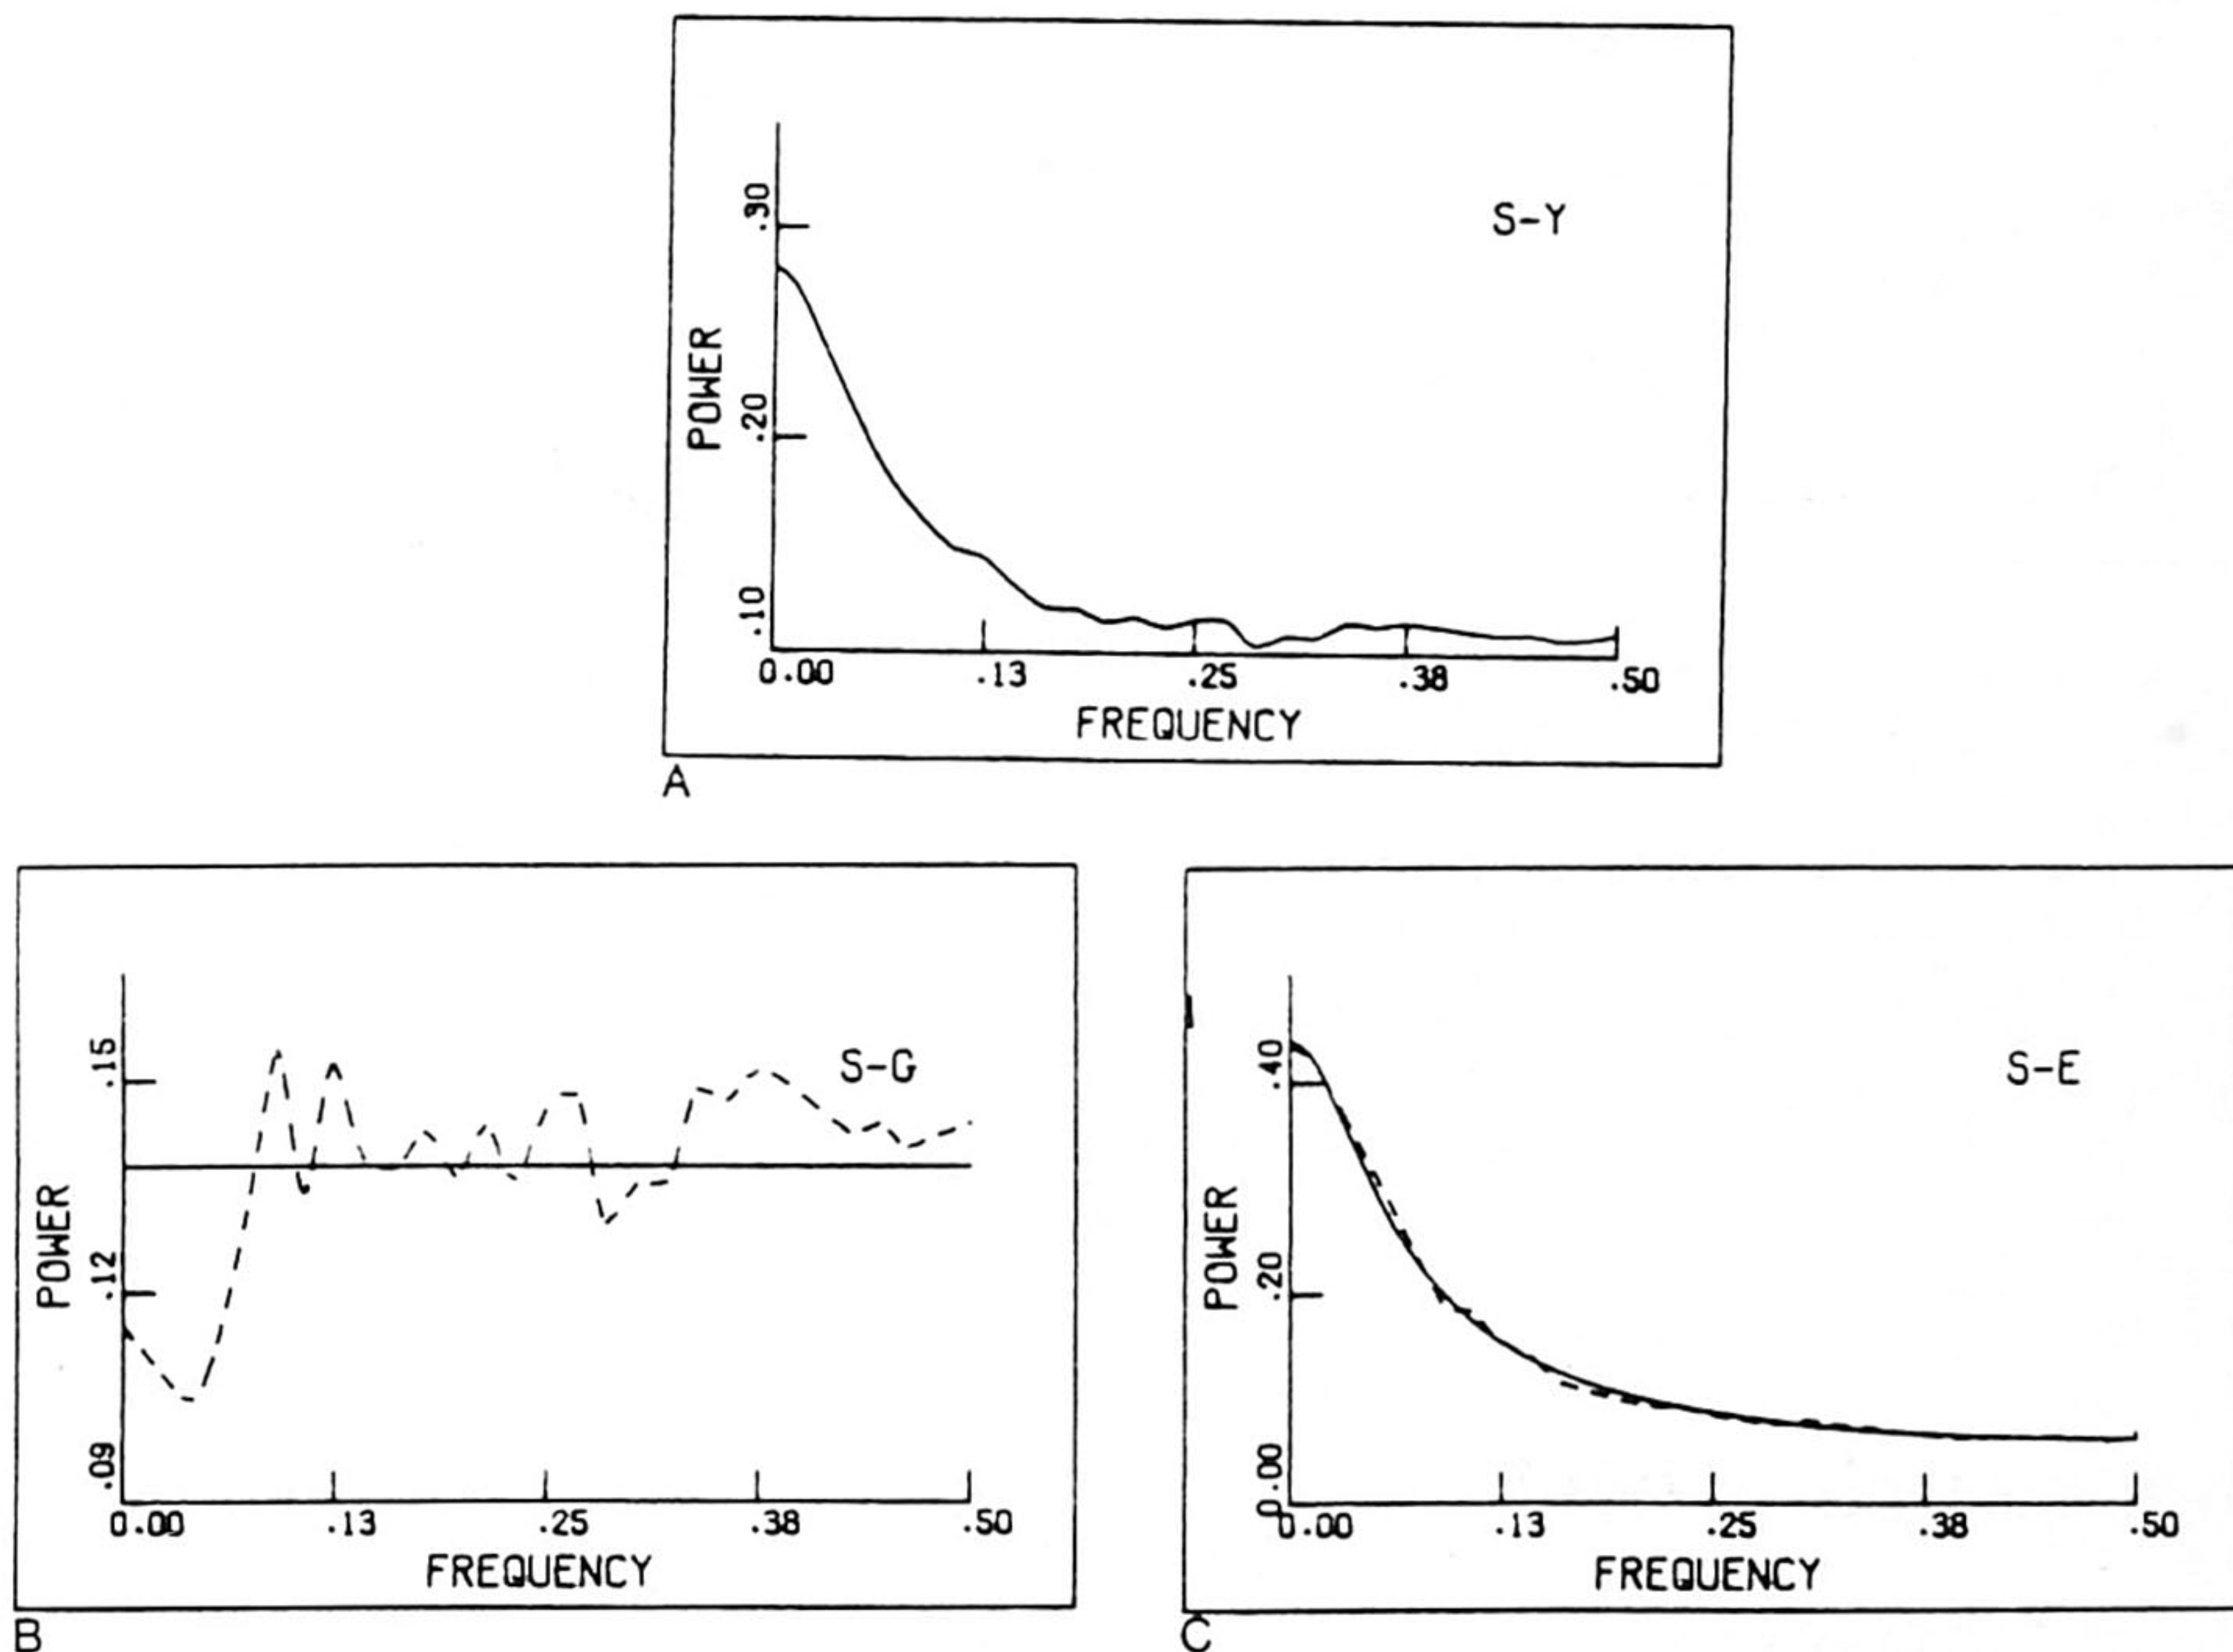 .30
S-Y
POWER
.20
.10
0.00 .13 .25 .38 .50
FREQUENCY
A
.15
S-G
POWER
.12
.09
0.00 .13 .25 .38 .50
FREQUENCY
B
.40
S-E
POWER
.20
0.00
0.00 .13 .25 .38 .50
FREQUENCY
C